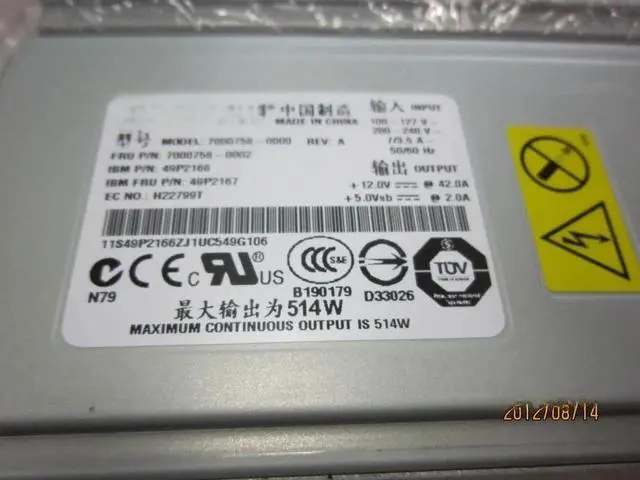 中国制造
MADE IN CHINA
型号 MODEL: 7000758-0000 REV: A
FRU P/N: 7000758-0002
IBM P/N: 49P2166
IBM FRU P/N: 49P2167
EC NO.: H22799T
输入 INPUT
100 - 127 V~
200 - 240 V~
7/3.5 A~
50/60 Hz
输出 OUTPUT
+12.0V @ 42.0A
+5.0Vsb @ 2.0A
11S49P2166ZJ1UC549G106
N79
CE
c UR US
CCC S&E
B190179
D33026
TÜV
最大输出为514W
MAXIMUM CONTINUOUS OUTPUT IS 514W
2012/08/14